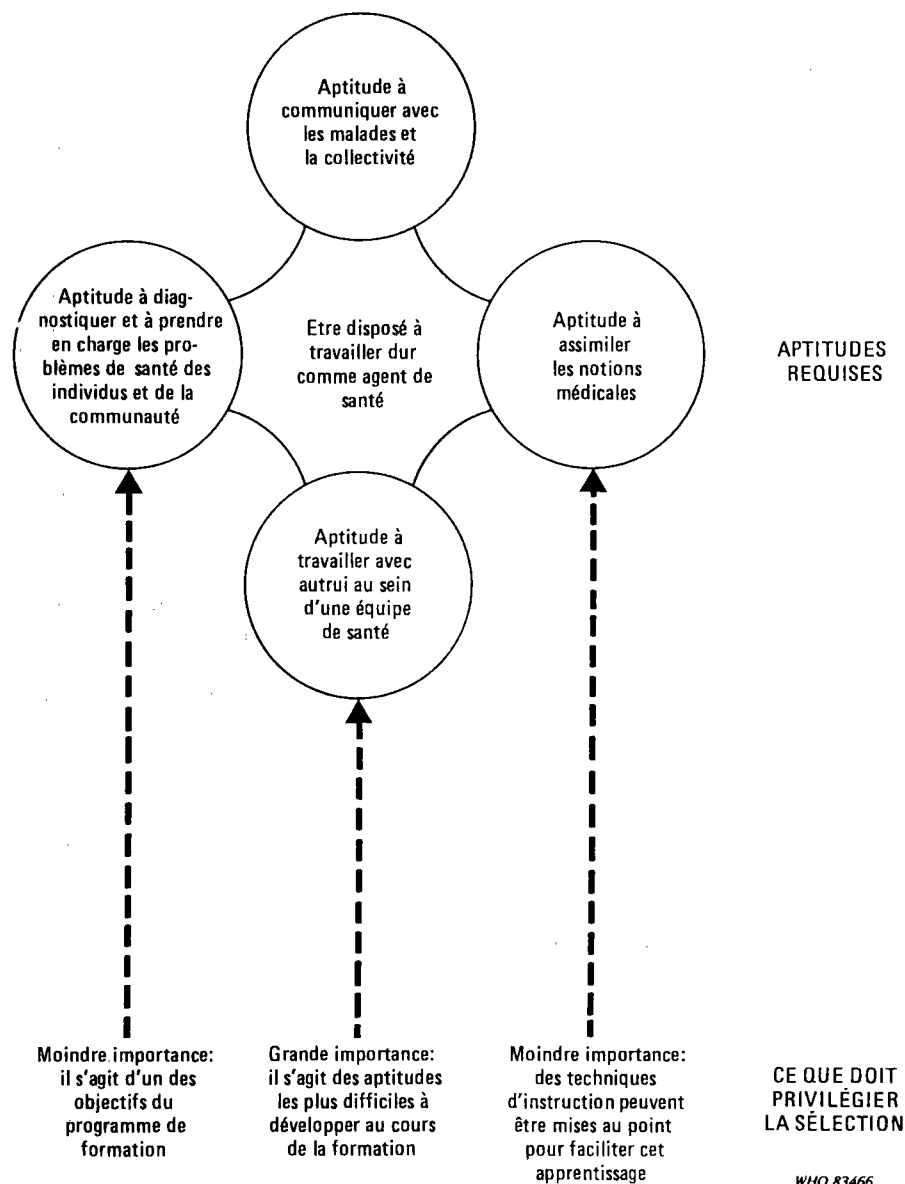 Aptitude à
communiquer avec
les malades et
la collectivité
Aptitude à diag-
nostiquer et à prendre
en charge les pro-
blèmes de santé des
individus et de la
communauté
Etre disposé à
travailler dur
comme agent de
santé
Aptitude à
assimiler
les notions
médicales
APTITUDES
REQUISES
Aptitude à
travailler avec
autrui au sein
d'une équipe
de santé
Moindre importance:
il s'agit d'un des
objectifs du
programme de
formation
Grande importance:
il s'agit des aptitudes
les plus difficiles à
développer au cours
de la formation
Moindre importance:
des techniques
d'instruction peuvent
être mises au point
pour faciliter cet
apprentissage
CE QUE DOIT
PRIVILÉGIER
LA SÉLECTION
WHO 83466